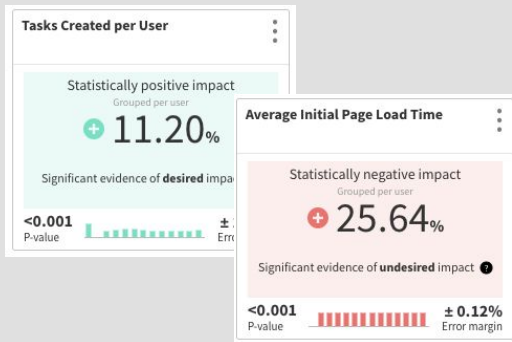 Tasks Created per User
Statistically positive impact
Grouped per user
+ 11.20%
Significant evidence of desired
<0.001
P-value
±
Average Initial Page Load Time
Statistically negative impact
Grouped per user
+ 25.64%
Significant evidence of undesired impact ?
<0.001
P-value
± 0.12%
Error margin